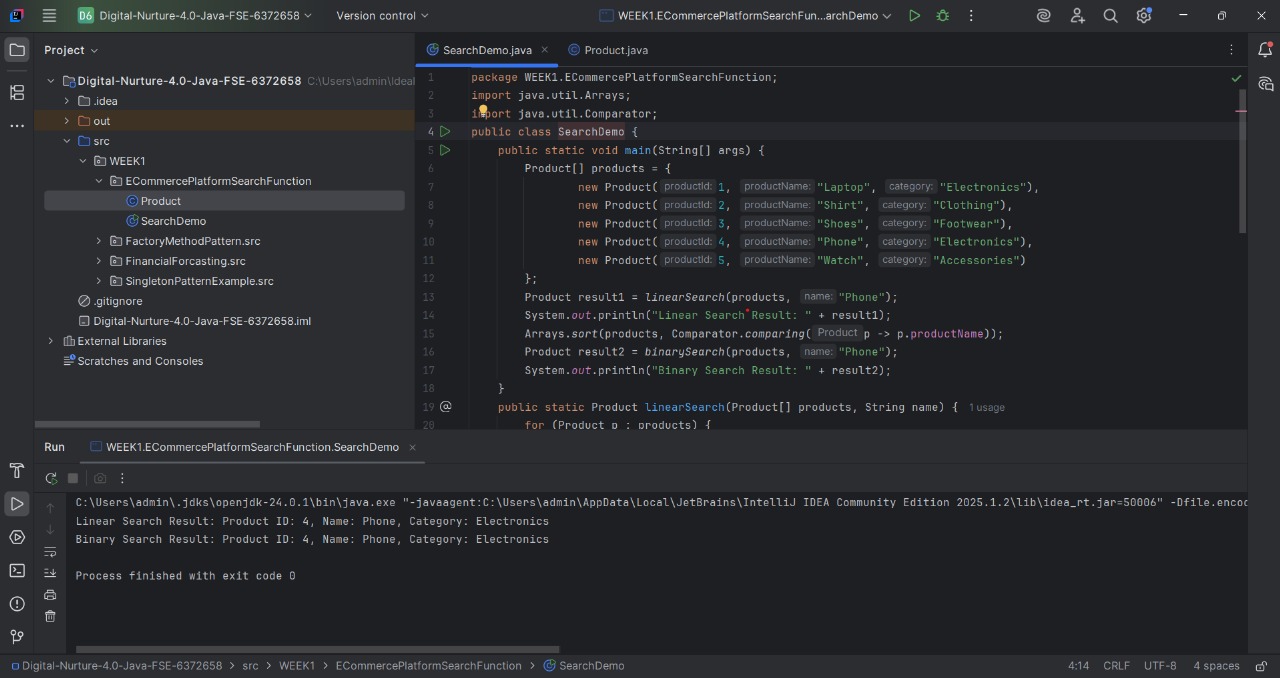 D6 Digital-Nurture-4.0-Java-FSE-6372658 Version control WEEK1.ECommercePlatformSearchFun...archDemo
Project
Digital-Nurture-4.0-Java-FSE-6372658 C:\Users\admin\Ideal
.idea
out
src
WEEK1
ECommercePlatformSearchFunction
Product
SearchDemo
FactoryMethodPattern.src
FinancialForcasting.src
SingletonPatternExample.src
.gitignore
Digital-Nurture-4.0-Java-FSE-6372658.iml
External Libraries
Scratches and Consoles
SearchDemo.java Product.java
1 package WEEK1.ECommercePlatformSearchFunction;
2 import java.util.Arrays;
3 import java.util.Comparator;
4 public class SearchDemo {
5 public static void main(String[] args) {
6 Product[] products = {
7 new Product( productId: 1, productName: "Laptop", category: "Electronics"),
8 new Product( productId: 2, productName: "Shirt", category: "Clothing"),
9 new Product( productId: 3, productName: "Shoes", category: "Footwear"),
10 new Product( productId: 4, productName: "Phone", category: "Electronics"),
11 new Product( productId: 5, productName: "Watch", category: "Accessories")
12 };
13 Product result1 = linearSearch(products, name: "Phone");
14 System.out.println("Linear Search Result: " + result1);
15 Arrays.sort(products, Comparator.comparing( Product p -> p.productName));
16 Product result2 = binarySearch(products, name: "Phone");
17 System.out.println("Binary Search Result: " + result2);
18 }
19 @ public static Product linearSearch(Product[] products, String name) { 1 usage
20 for (Product p : products) {
Run WEEK1.ECommercePlatformSearchFunction.SearchDemo
C:\Users\admin\.jdks\openjdk-24.0.1\bin\java.exe "-javaagent:C:\Users\admin\AppData\Local\JetBrains\IntelliJ IDEA Community Edition 2025.1.2\lib\idea_rt.jar=50006" -Dfile.encod
Linear Search Result: Product ID: 4, Name: Phone, Category: Electronics
Binary Search Result: Product ID: 4, Name: Phone, Category: Electronics
Process finished with exit code 0
Digital-Nurture-4.0-Java-FSE-6372658 > src > WEEK1 > ECommercePlatformSearchFunction > SearchDemo 4:14 CRLF UTF-8 4 spaces